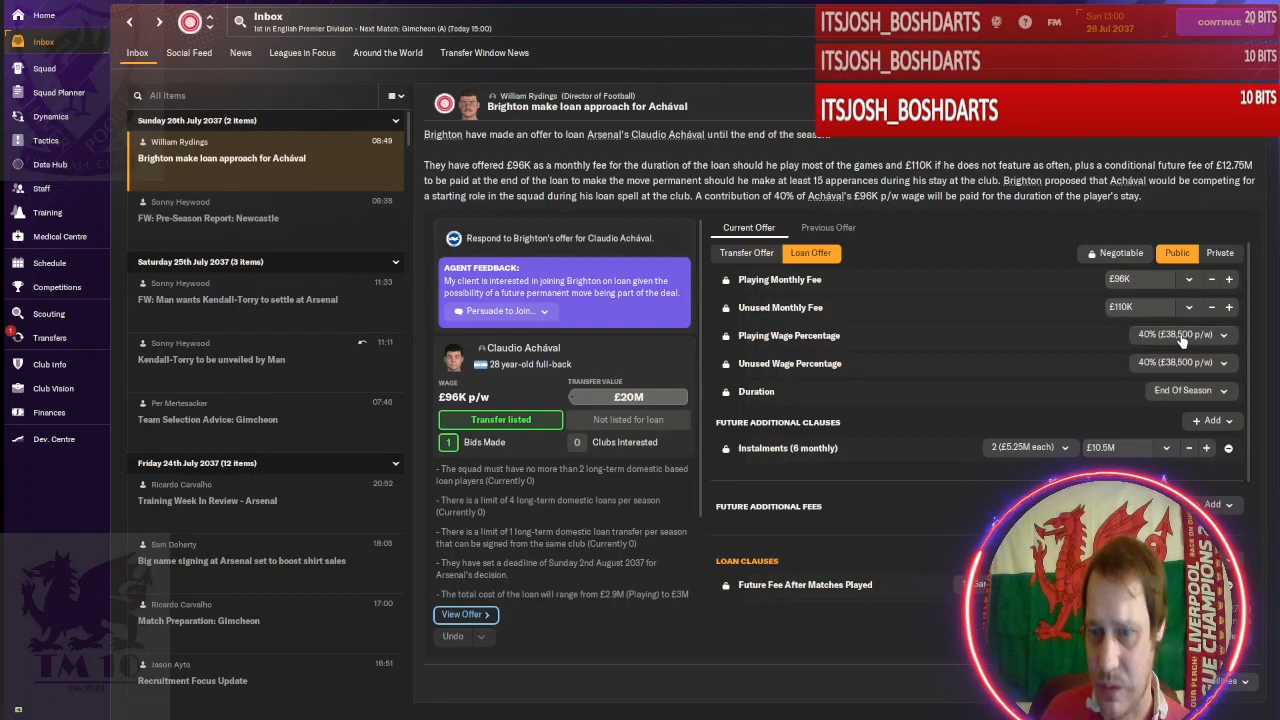 Home
Inbox
Squad
Squad Planner
Dynamics
Tactics
Data Hub
Staff
Training
Medical Centre
Schedule
Competitions
Scouting
1
Transfers
Club Info
Club Vision
Finances
Dev. Centre
Inbox
1st in English Premier Division - Next Match: Gimcheon (A) (Today 15:00)
FM
Sun 13:00
26 Jul 2037
CONTINUE
ITSJOSH_BOSHDARTS
20 BITS
ITSJOSH_BOSHDARTS
10 BITS
ITSJOSH_BOSHDARTS
10 BITS
Inbox
Social Feed
News
Leagues in Focus
Around the World
Transfer Window News
All Items
Sunday 26th July 2037 (2 Items)
William Rydings
08:49
Brighton make loan approach for Achával
Sonny Heywood
08:38
FW: Pre-Season Report: Newcastle
Saturday 25th July 2037 (3 items)
Sonny Heywood
11:33
FW: Man wants Kendall-Torry to settle at Arsenal
Sonny Heywood
11:11
Kendall-Torry to be unveiled by Man
Per Mertesacker
07:46
Team Selection Advice: Gimcheon
Friday 24th July 2037 (12 items)
Ricardo Carvalho
20:52
Training Week In Review - Arsenal
Sam Doherty
18:05
Big name signing at Arsenal set to boost shirt sales
Ricardo Carvalho
17:00
Match Preparation: Gimcheon
Jason Ayto
16:51
Recruitment Focus Update
TM 10
William Rydings (Director of Football)
Brighton make loan approach for Achával
Brighton have made an offer to loan Arsenal's Claudio Achával until the end of the season.
They have offered £96K as a monthly fee for the duration of the loan should he play most of the games and £110K if he does not feature as often, plus a conditional future fee of £12.75M
to be paid at the end of the loan to make the move permanent should he make at least 15 apperances during his stay at the club. Brighton proposed that Achával would be competing for
a starting role in the squad during his loan spell at the club. A contribution of 40% of Achával's £96K p/w wage will be paid for the duration of the player's stay.
Respond to Brighton's offer for Claudio Achával.
AGENT FEEDBACK:
My client is interested in joining Brighton on loan given the
possibility of a future permanent move being part of the deal.
Persuade to Join...
Claudio Achával
28 year-old full-back
WAGE
TRANSFER VALUE
£96K p/w
£20M
Transfer listed
Not listed for loan
1 Bids Made
0 Clubs Interested
- The squad must have no more than 2 long-term domestic based
loan players (Currently 0)
- There is a limit of 4 long-term domestic loans per season
(Currently 0)
- There is a limit of 1 long-term domestic loan transfer per season
that can be signed from the same club (Currently 0)
- They have set a deadline of Sunday 2nd August 2037 for
Arsenal's decision.
- The total cost of the loan will range from £2.9M (Playing) to £3M
View Offer
Undo
Current Offer
Previous Offer
Transfer Offer
Loan Offer
Negotiable
Public
Private
Playing Monthly Fee
£96K
Unused Monthly Fee
£110K
Playing Wage Percentage
40% (£38,500 p/w)
Unused Wage Percentage
40% (£38,500 p/w)
Duration
End Of Season
FUTURE ADDITIONAL CLAUSES
+ Add
Instalments (6 monthly)
2 (£5.25M each)
£10.5M
FUTURE ADDITIONAL FEES
Add
LOAN CLAUSES
Future Fee After Matches Played
LIVERPOOL
CHAMPIONS